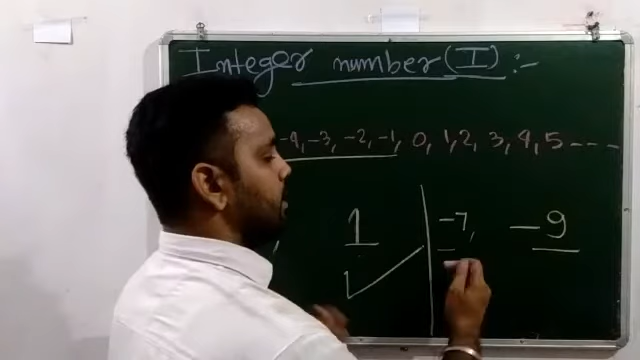 Integer number (I) :-
-4, -3, -2, -1, 0, 1, 2, 3, 4, 5 ---
, 1 | -7, -9